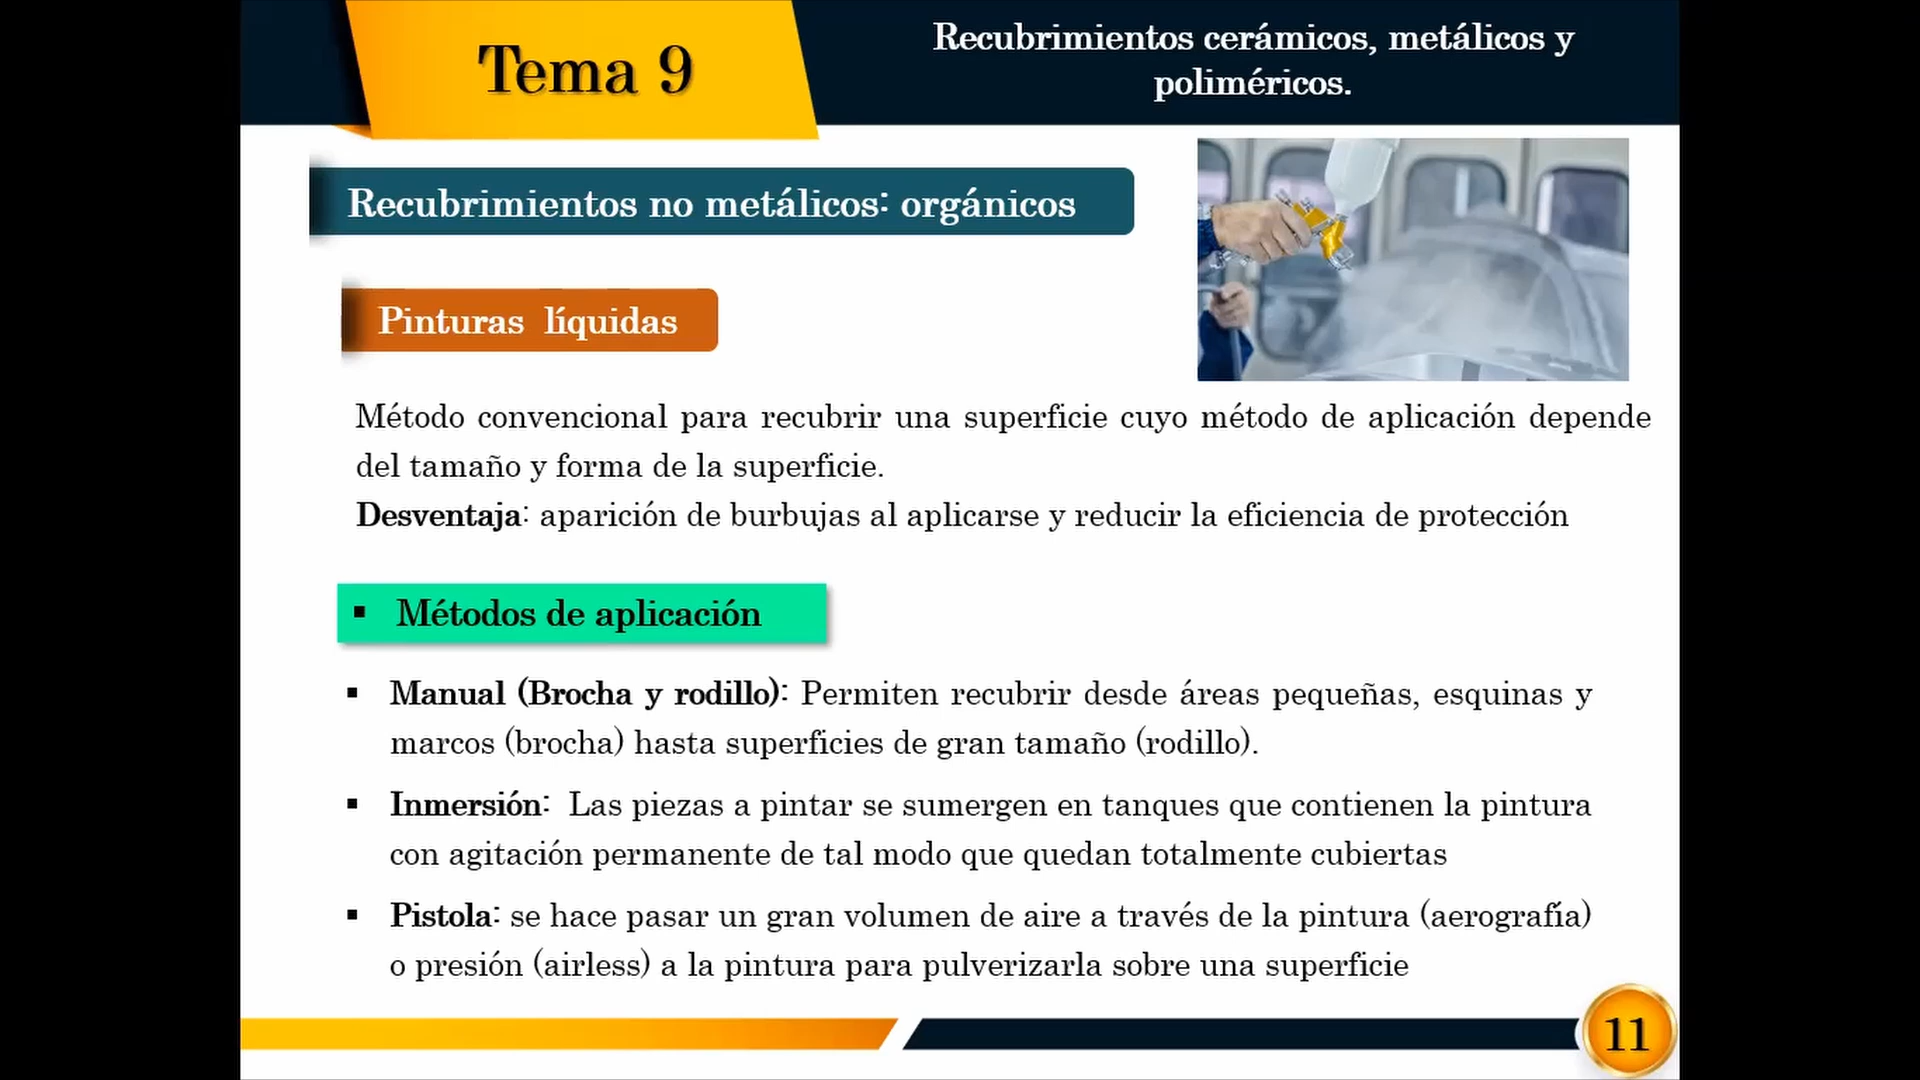 Tema 9
Recubrimientos cerámicos, metálicos y
poliméricos.
Recubrimientos no metálicos: orgánicos
Pinturas líquidas
Método convencional para recubrir una superficie cuyo método de aplicación depende
del tamaño y forma de la superficie.
Desventaja: aparición de burbujas al aplicarse y reducir la eficiencia de protección
▪ Métodos de aplicación
▪ Manual (Brocha y rodillo): Permiten recubrir desde áreas pequeñas, esquinas y
marcos (brocha) hasta superficies de gran tamaño (rodillo).
▪ Inmersión: Las piezas a pintar se sumergen en tanques que contienen la pintura
con agitación permanente de tal modo que quedan totalmente cubiertas
▪ Pistola: se hace pasar un gran volumen de aire a través de la pintura (aerografía)
o presión (airless) a la pintura para pulverizarla sobre una superficie
11